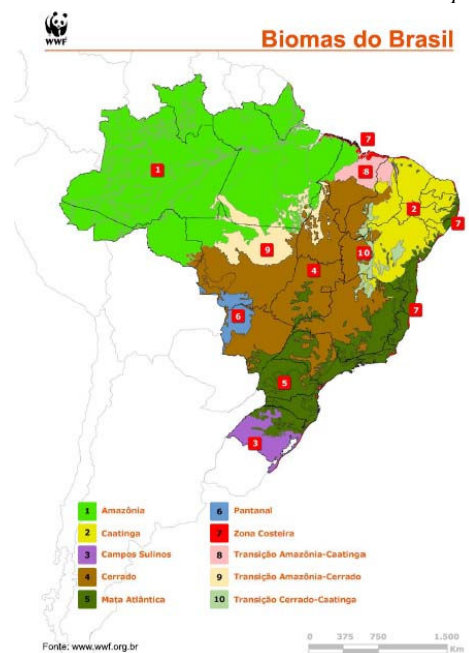 WWF
Biomas do Brasil
7
1
8
2
7
9
4
10
7
6
5
3
1 Amazônia
2 Caatinga
3 Campos Sulinos
4 Cerrado
5 Mata Atlântica
6 Pantanal
7 Zona Costeira
8 Transição Amazônia-Caatinga
9 Transição Amazônia-Cerrado
10 Transição Cerrado-Caatinga
Fonte: www.wwf.org.br
0 375 750 1.500
Km